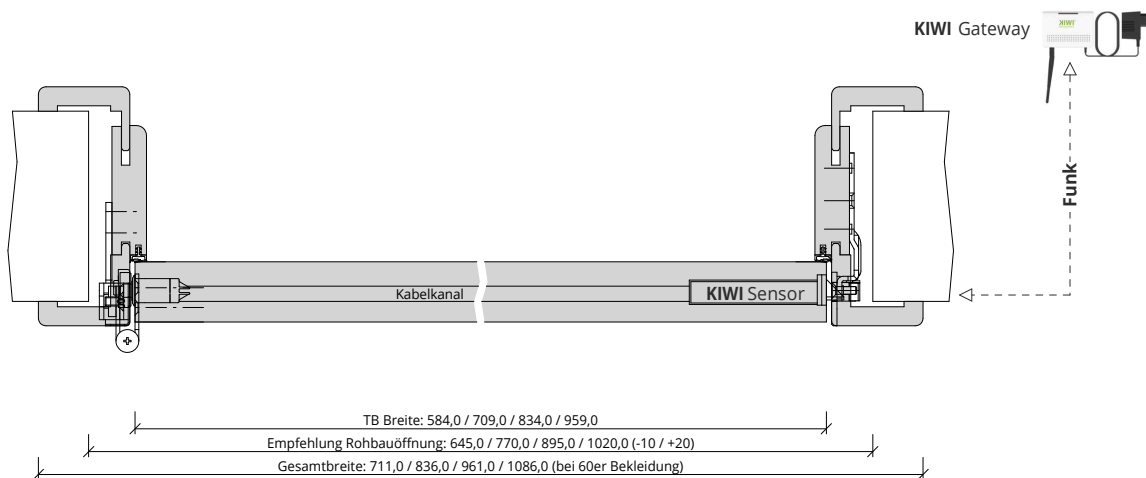 KIWI Gateway
KIWI
Funk
Kabelkanal
KIWI Sensor
TB Breite: 584,0 / 709,0 / 834,0 / 959,0
Empfehlung Rohbauöffnung: 645,0 / 770,0 / 895,0 / 1020,0 (-10 / +20)
Gesamtbreite: 711,0 / 836,0 / 961,0 / 1086,0 (bei 60er Bekleidung)